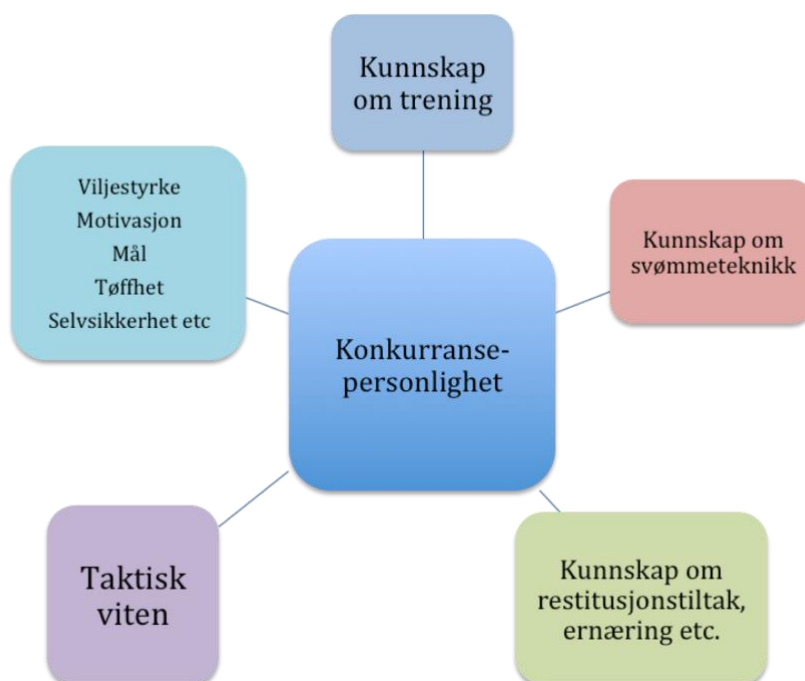 Kunnskap
om trening
Viljestyrke
Motivasjon
Mål
Tøffhet
Selvsikkerhet etc
Kunnskap om
svømmeteknikk
Konkurranse-
personlighet
Taktisk
viten
Kunnskap om
restitusjonstiltak,
ernæring etc.